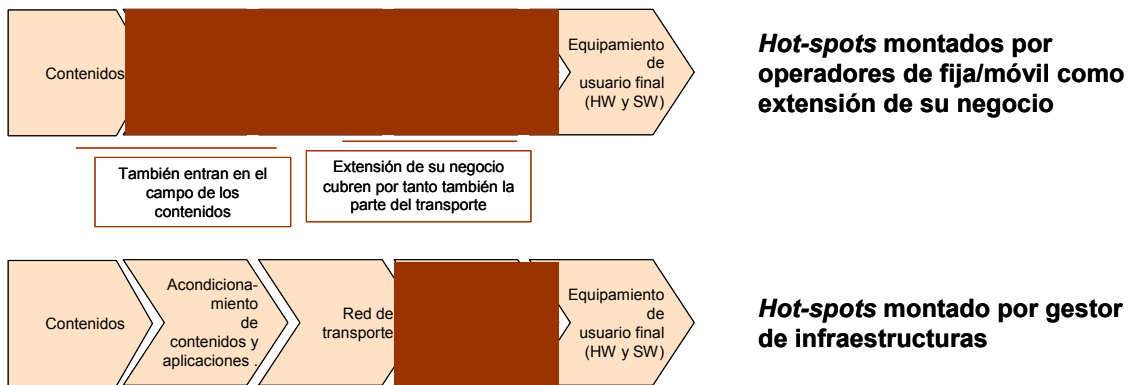 Contenidos
Equipamiento
de
usuario final
(HW y SW)
Hot-spots montados por
operadores de fija/móvil como
extensión de su negocio
También entran en el
campo de los
contenidos
Extensión de su negocio
cubren por tanto también la
parte del transporte
Contenidos
Acondiciona-
miento
de
contenidos y
aplicaciones .
Red de
transporte
Equipamiento
de
usuario final
(HW y SW)
Hot-spots montado por gestor
de infraestructuras